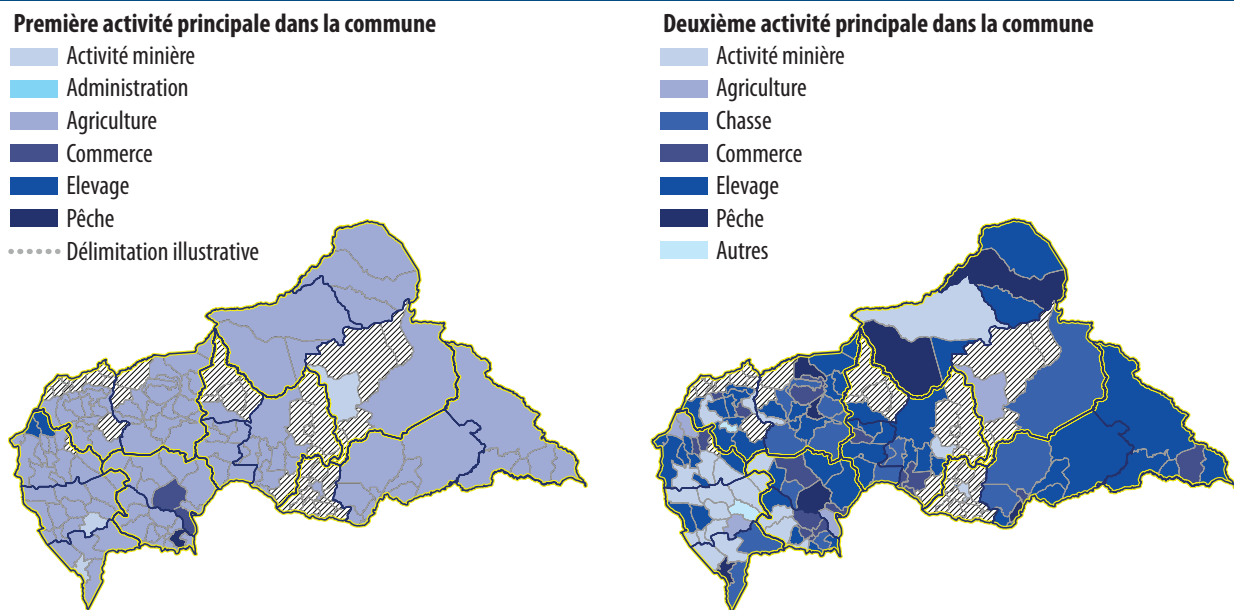 Première activité principale dans la commune
Activité minière
Administration
Agriculture
Commerce
Elevage
Pêche
Délimitation illustrative
Deuxième activité principale dans la commune
Activité minière
Agriculture
Chasse
Commerce
Elevage
Pêche
Autres